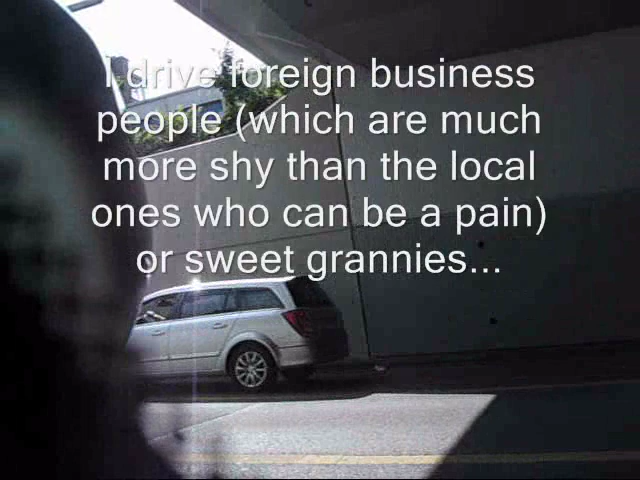 I drive foreign business
people (which are much
more shy than the local
ones who can be a pain)
or sweet grannies...